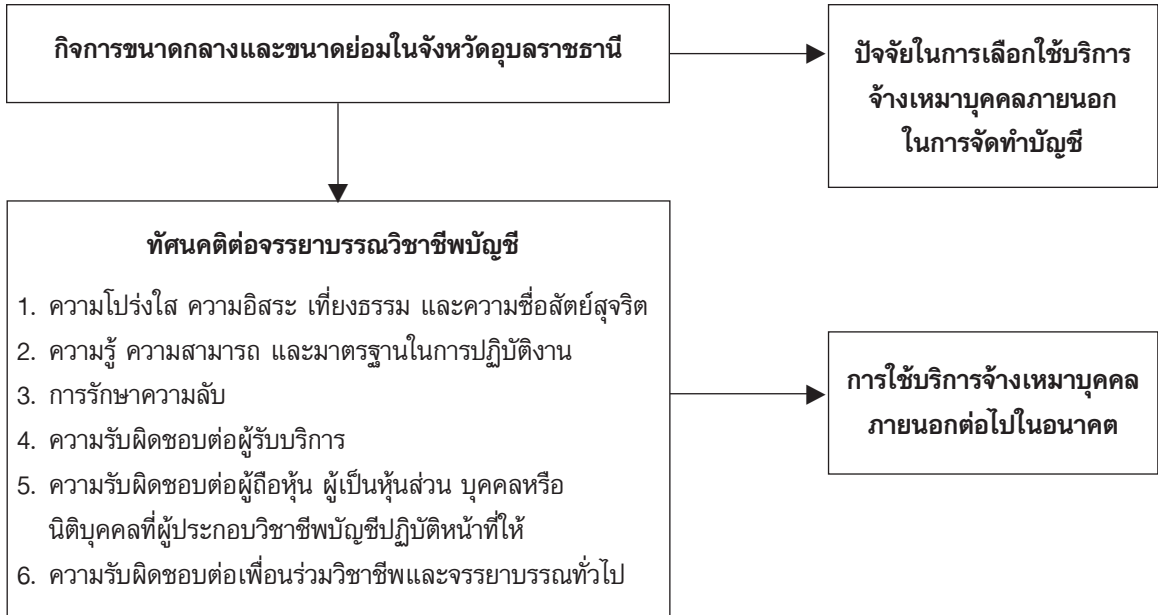 กิจการขนาดกลางและขนาดย่อมในจังหวัดอุบลราชธานี
ปัจจัยในการเลือกใช้บริการ
จ้างเหมาบุคคลภายนอก
ในการจัดทำบัญชี
ทัศนคติต่อจรรยาบรรณวิชาชีพบัญชี
1. ความโปร่งใส ความอิสระ เที่ยงธรรม และความซื่อสัตย์สุจริต
2. ความรู้ ความสามารถ และมาตรฐานในการปฏิบัติงาน
3. การรักษาความลับ
4. ความรับผิดชอบต่อผู้รับบริการ
5. ความรับผิดชอบต่อผู้ถือหุ้น ผู้เป็นหุ้นส่วน บุคคลหรือ
นิติบุคคลที่ผู้ประกอบวิชาชีพบัญชีปฏิบัติหน้าที่ให้
6. ความรับผิดชอบต่อเพื่อนร่วมวิชาชีพและจรรยาบรรณทั่วไป
การใช้บริการจ้างเหมาบุคคล
ภายนอกต่อไปในอนาคต